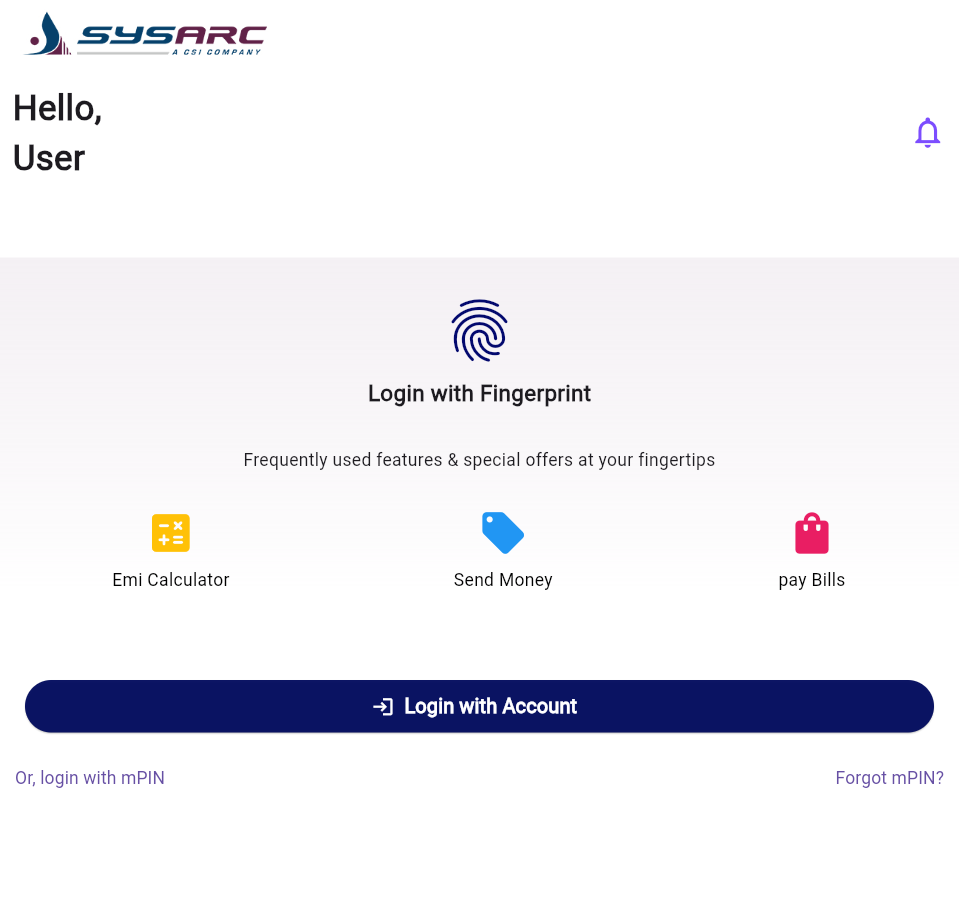 SYSARC
A CSI COMPANY
Hello,
User
Login with Fingerprint
Frequently used features & special offers at your fingertips
Emi Calculator
Send Money
pay Bills
Login with Account
Or, login with mPIN
Forgot mPIN?